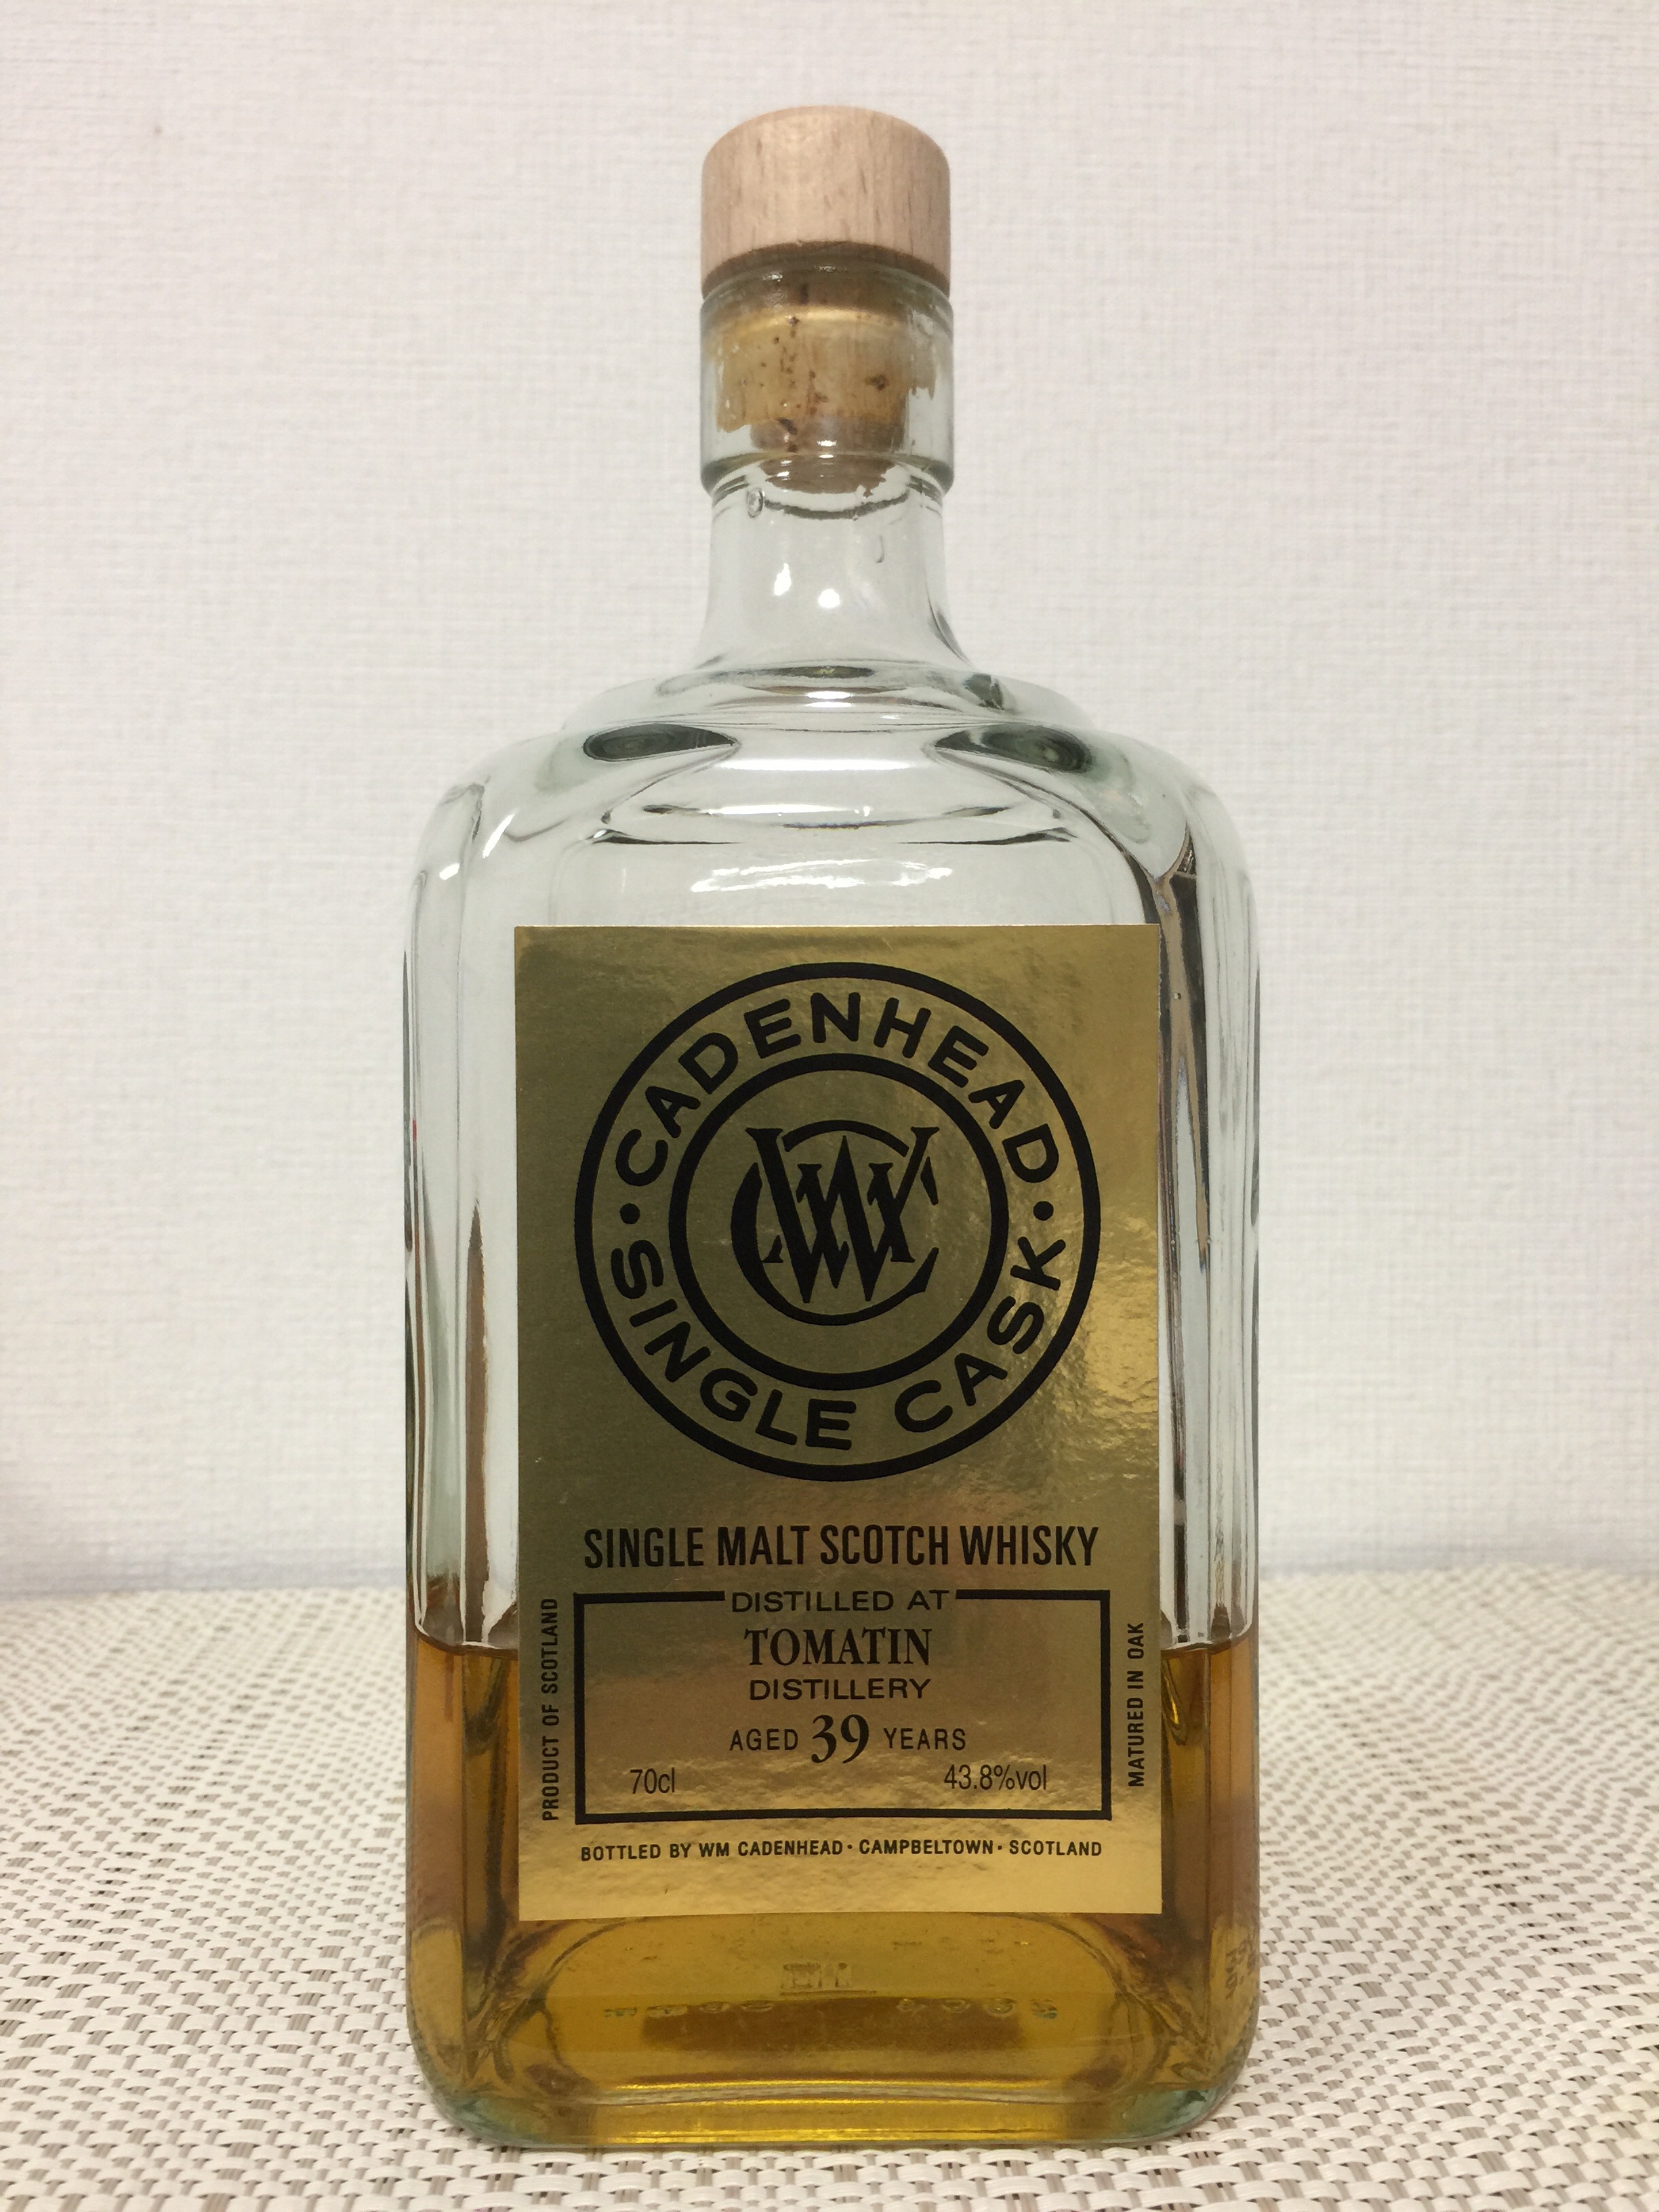 ·CADENHEAD·
SINGLE CASK
WC
SINGLE MALT SCOTCH WHISKY
DISTILLED AT
TOMATIN
DISTILLERY
AGED 39 YEARS
70cl 43.8%vol
PRODUCT OF SCOTLAND
MATURED IN OAK
BOTTLED BY WM CADENHEAD · CAMPBELTOWN · SCOTLAND